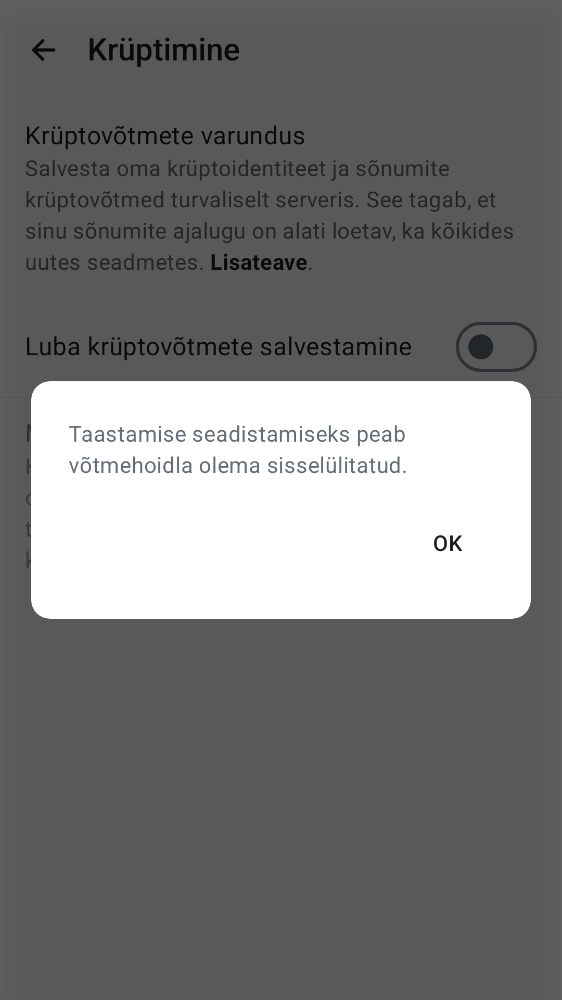 Krüptimine
Krüptovõtmete varundus
Salvesta oma krüptoidentiteet ja sõnumite
krüptovõtmed turvaliselt serveris. See tagab, et
sinu sõnumite ajalugu on alati loetav, ka kõikides
uutes seadmetes. Lisateave.
Luba krüptovõtmete salvestamine
Taastamise seadistamiseks peab
võtmehoidla olema sisselülitatud.
OK